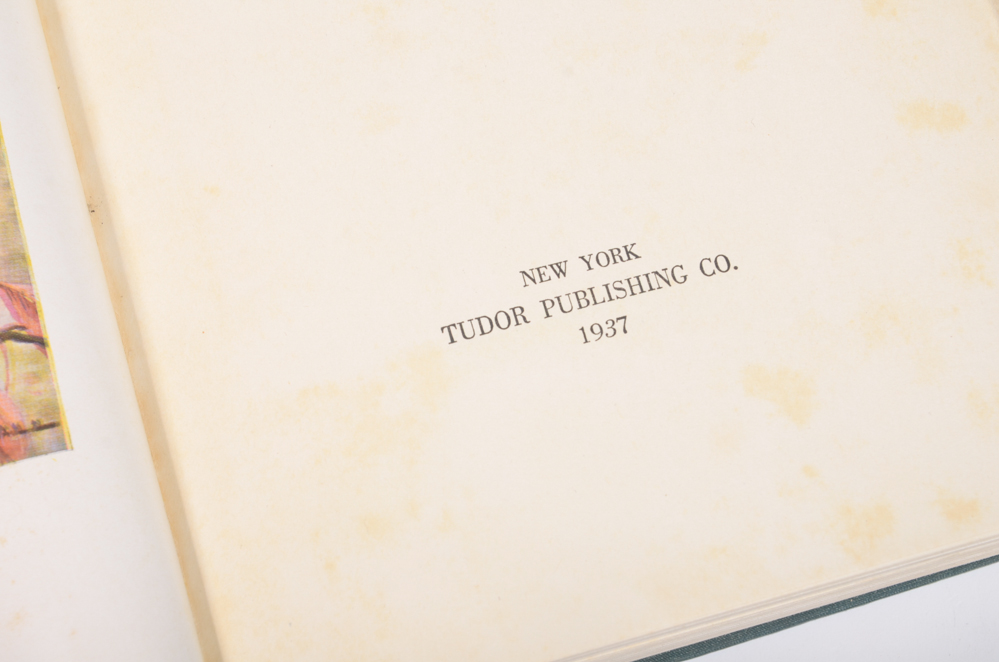 NEW YORK
TUDOR PUBLISHING CO.
1937